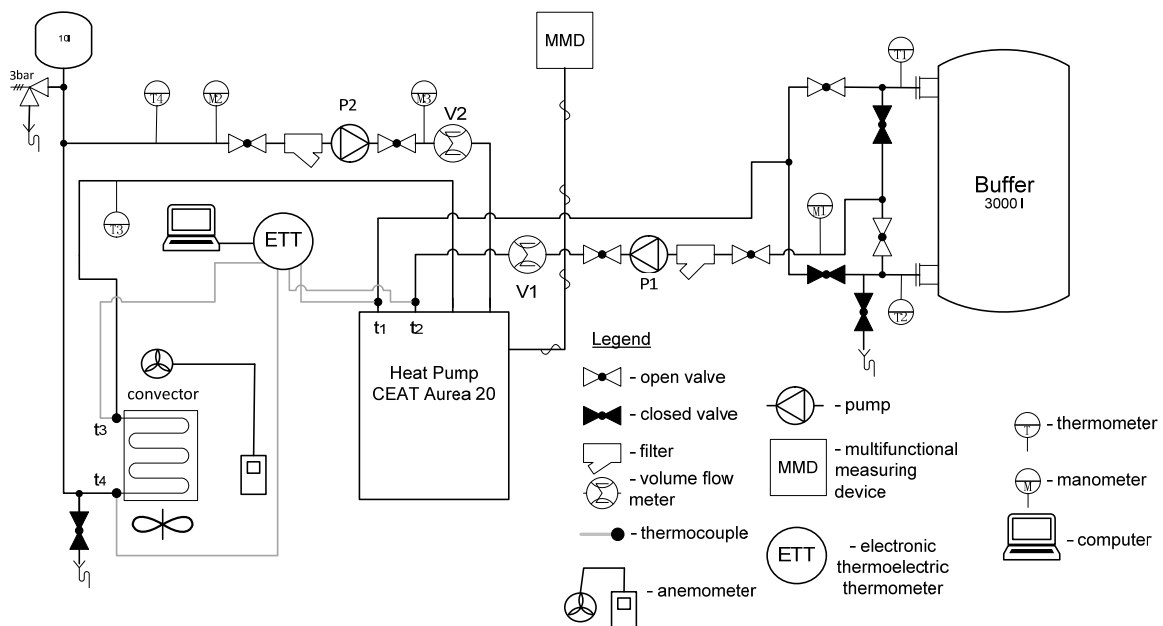 10l
3bar
MMD
T1
T4
M2
P2
M3
V2
Buffer
3000 l
T3
ETT
M1
V1
P1
T2
t1
t2
Heat Pump
CEAT Aurea 20
convector
t3
t4
Legend
- open valve
- closed valve
- filter
- volume flow
meter
- thermocouple
- anemometer
- pump
MMD
- multifunctional
measuring
device
ETT
- electronic
thermoelectric
thermometer
T
- thermometer
M
- manometer
- computer